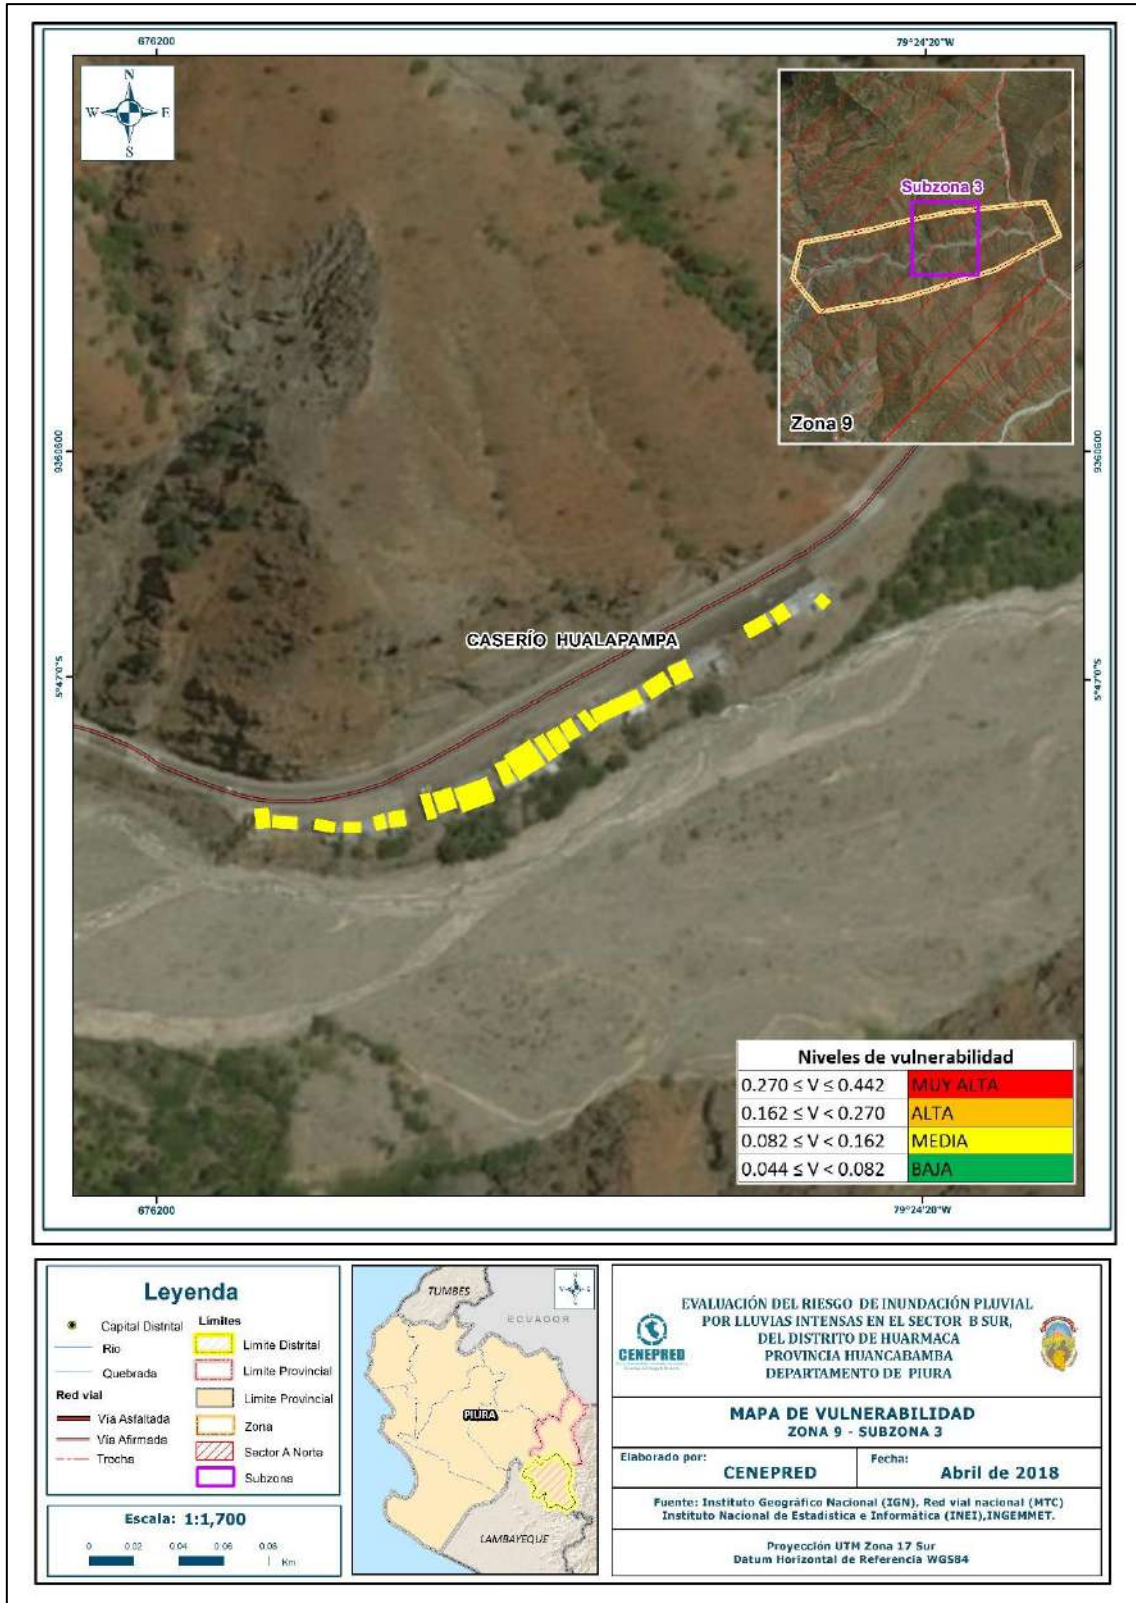 676200
79°24'20"W
N
W
E
S
Subzona 3
Zona 9
9360600
9360600
CASERÍO HUALAPAMPA
5°47'0"S
5°47'0"S
Niveles de vulnerabilidad
0.270 ≤ V ≤ 0.442 MUY ALTA
0.162 ≤ V < 0.270 ALTA
0.082 ≤ V < 0.162 MEDIA
0.044 ≤ V < 0.082 BAJA
676200
79°24'20"W
Leyenda
Capital Distrital
Río
Quebrada
Red vial
Vía Asfaltada
Vía Afirmada
Trocha
Límites
Limite Distrital
Limite Provincial
Limite Provincial
Zona
Sector A Norte
Subzona
Escala: 1:1,700
0 0.02 0.04 0.06 0.08
Km
TUMBES
ECUADOR
PIURA
LAMBAYEQUE
CENEPRED
EVALUACIÓN DEL RIESGO DE INUNDACIÓN PLUVIAL
POR LLUVIAS INTENSAS EN EL SECTOR B SUR,
DEL DISTRITO DE HUARMACA
PROVINCIA HUANCABAMBA
DEPARTAMENTO DE PIURA
MAPA DE VULNERABILIDAD
ZONA 9 - SUBZONA 3
Elaborado por:
CENEPRED
Fecha:
Abril de 2018
Fuente: Instituto Geográfico Nacional (IGN), Red vial nacional (MTC)
Instituto Nacional de Estadística e Informática (INEI),INGEMMET.
Proyección UTM Zona 17 Sur
Datum Horizontal de Referencia WGS84